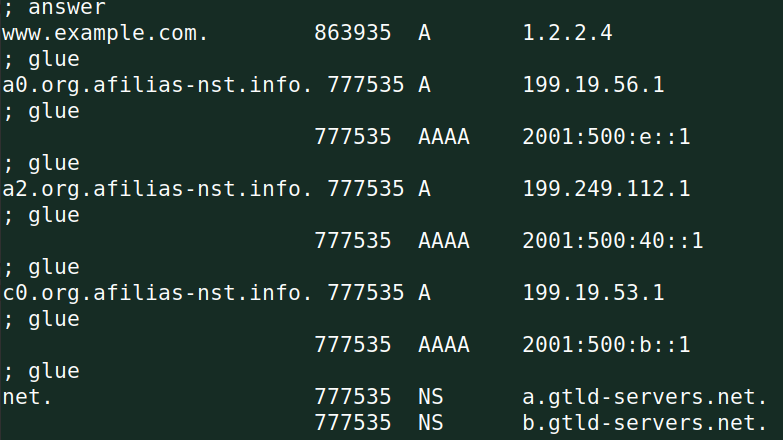 ; answer
www.example.com. 863935 A 1.2.2.4
; glue
a0.org.afilias-nst.info. 777535 A 199.19.56.1
; glue
777535 AAAA 2001:500:e::1
; glue
a2.org.afilias-nst.info. 777535 A 199.249.112.1
; glue
777535 AAAA 2001:500:40::1
; glue
c0.org.afilias-nst.info. 777535 A 199.19.53.1
; glue
777535 AAAA 2001:500:b::1
; glue
net. 777535 NS a.gtld-servers.net.
777535 NS b.gtld-servers.net.